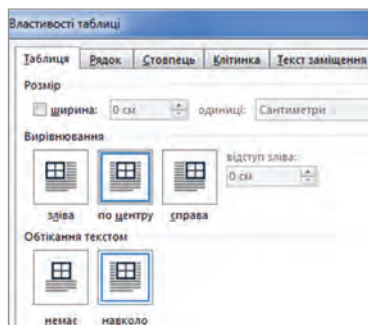 Властивості таблиці
Таблиця Рядок Стовпець Клітинка Текст заміщення
Розмір
ширина: 0 см одиниці: Сантиметри
Вирівнювання
відступ зліва:
0 см
зліва по центру справа
Обтікання текстом
немає навколо